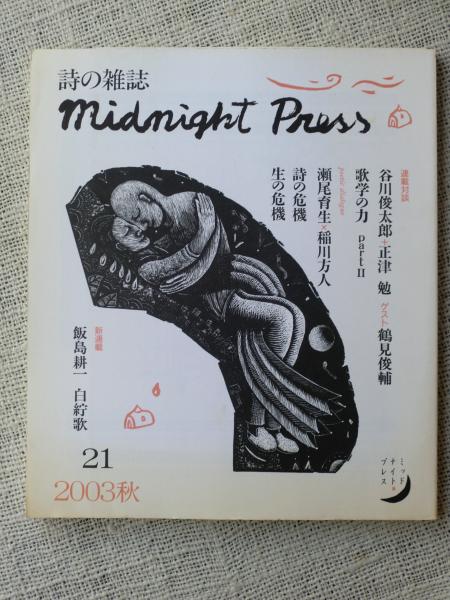 詩の雑誌
midnight Press
連載対談
谷川俊太郎+正津 勉 ゲスト鶴見俊輔
歌学の力 part II
poetic dialogue
瀬尾育生×稲川方人
詩の危機
生の危機
新連載
飯島耕一 白紵歌
21
2003秋
ミッド
ナイト・
プレス